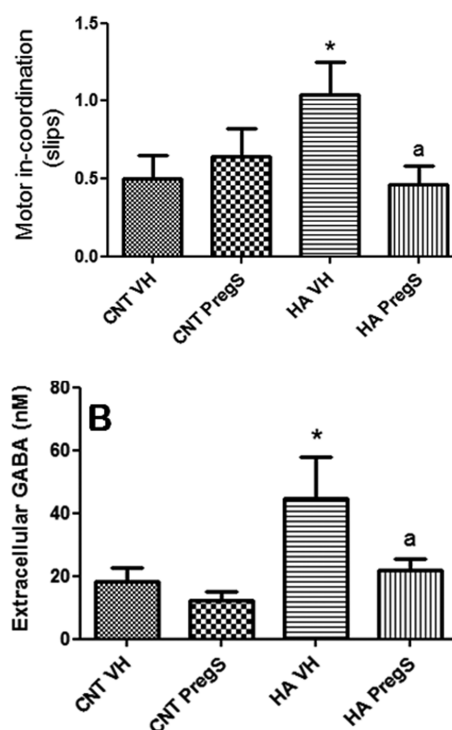 Motor in-coordination
(slips)
1.5
1.0
0.5
0.0
*
a
CNT VH
CNT PregS
HA VH
HA PregS
B
Extracellular GABA (nM)
80
60
40
20
0
*
a
CNT VH
CNT PregS
HA VH
HA PregS